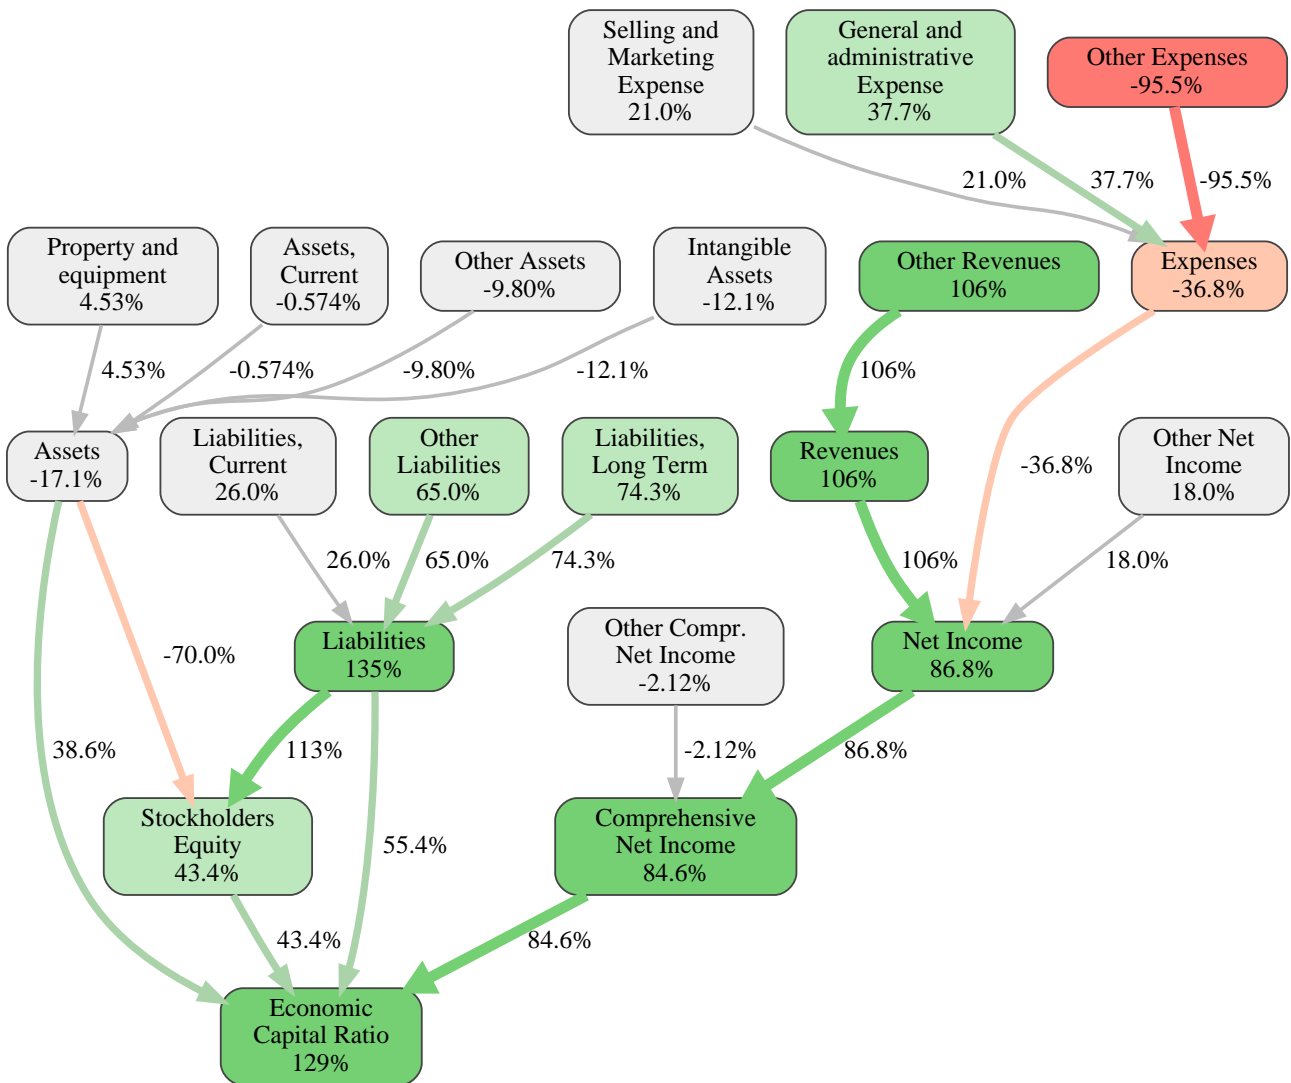 Selling and
Marketing
Expense
21.0%
General and
administrative
Expense
37.7%
Other Expenses
-95.5%
21.0%
37.7%
-95.5%
Property and
equipment
4.53%
Assets,
Current
-0.574%
Other Assets
-9.80%
Intangible
Assets
-12.1%
Other Revenues
106%
Expenses
-36.8%
4.53%
-0.574%
-9.80%
-12.1%
106%
Assets
-17.1%
Liabilities,
Current
26.0%
Other
Liabilities
65.0%
Liabilities,
Long Term
74.3%
Revenues
106%
-36.8%
Other Net
Income
18.0%
26.0%
65.0%
74.3%
106%
18.0%
-70.0%
Liabilities
135%
Other Compr.
Net Income
-2.12%
Net Income
86.8%
38.6%
113%
-2.12%
86.8%
Stockholders
Equity
43.4%
55.4%
Comprehensive
Net Income
84.6%
43.4%
84.6%
Economic
Capital Ratio
129%